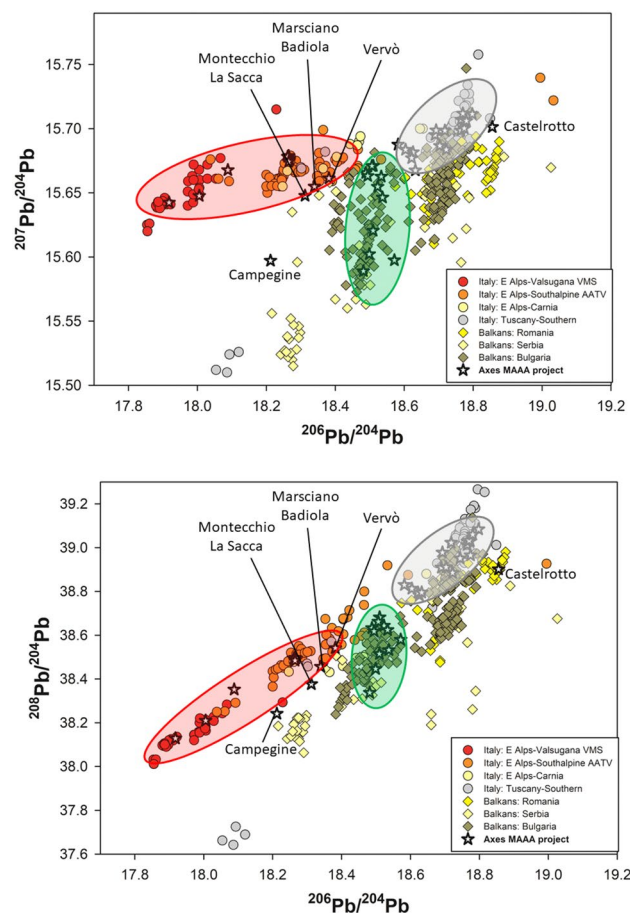 Marsciano
Badiola
Montecchio
La Sacca
Vervò
15.75
15.70
15.65
15.60
15.55
15.50
207Pb/204Pb
Castelrotto
Campegine
Italy: E Alps-Valsugana VMS
Italy: E Alps-Southalpine AATV
Italy: E Alps-Carnia
Italy: Tuscany-Southern
Balkans: Romania
Balkans: Serbia
Balkans: Bulgaria
Axes MAAA project
17.8 18.0 18.2 18.4 18.6 18.8 19.0 19.2
206Pb/204Pb
Marsciano
Badiola
Montecchio
La Sacca
Vervò
39.2
39.0
38.8
38.6
38.4
38.2
38.0
37.8
37.6
208Pb/204Pb
Castelrotto
Campegine
Italy: E Alps-Valsugana VMS
Italy: E Alps-Southalpine AATV
Italy: E Alps-Carnia
Italy: Tuscany-Southern
Balkans: Romania
Balkans: Serbia
Balkans: Bulgaria
Axes MAAA project
17.8 18.0 18.2 18.4 18.6 18.8 19.0 19.2
206Pb/204Pb